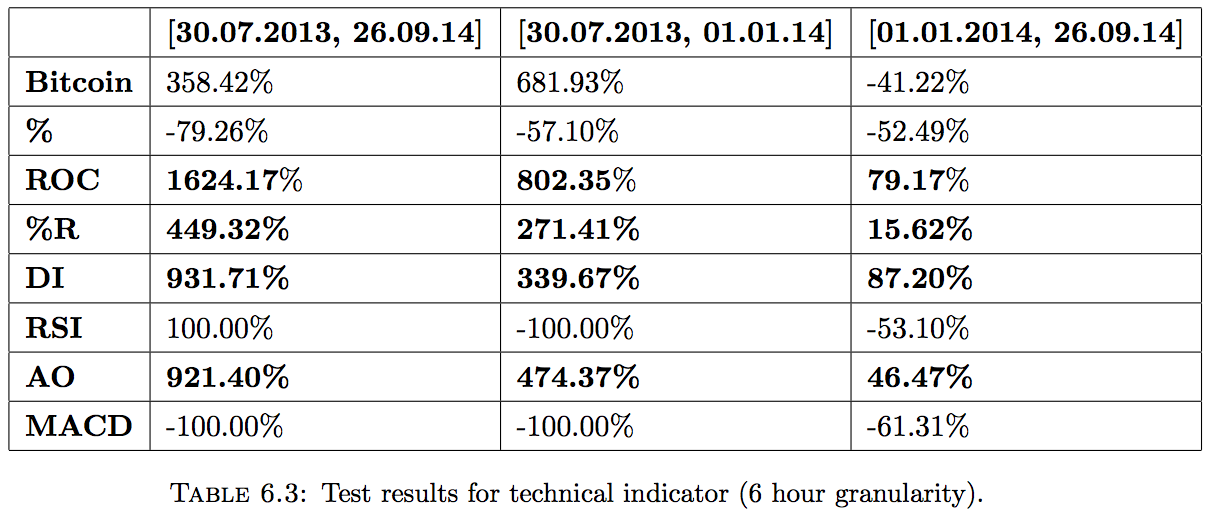 [30.07.2013, 26.09.14] [30.07.2013, 01.01.14] [01.01.2014, 26.09.14]
Bitcoin 358.42% 681.93% -41.22%
% -79.26% -57.10% -52.49%
ROC 1624.17% 802.35% 79.17%
%R 449.32% 271.41% 15.62%
DI 931.71% 339.67% 87.20%
RSI 100.00% -100.00% -53.10%
AO 921.40% 474.37% 46.47%
MACD -100.00% -100.00% -61.31%
TABLE 6.3: Test results for technical indicator (6 hour granularity).